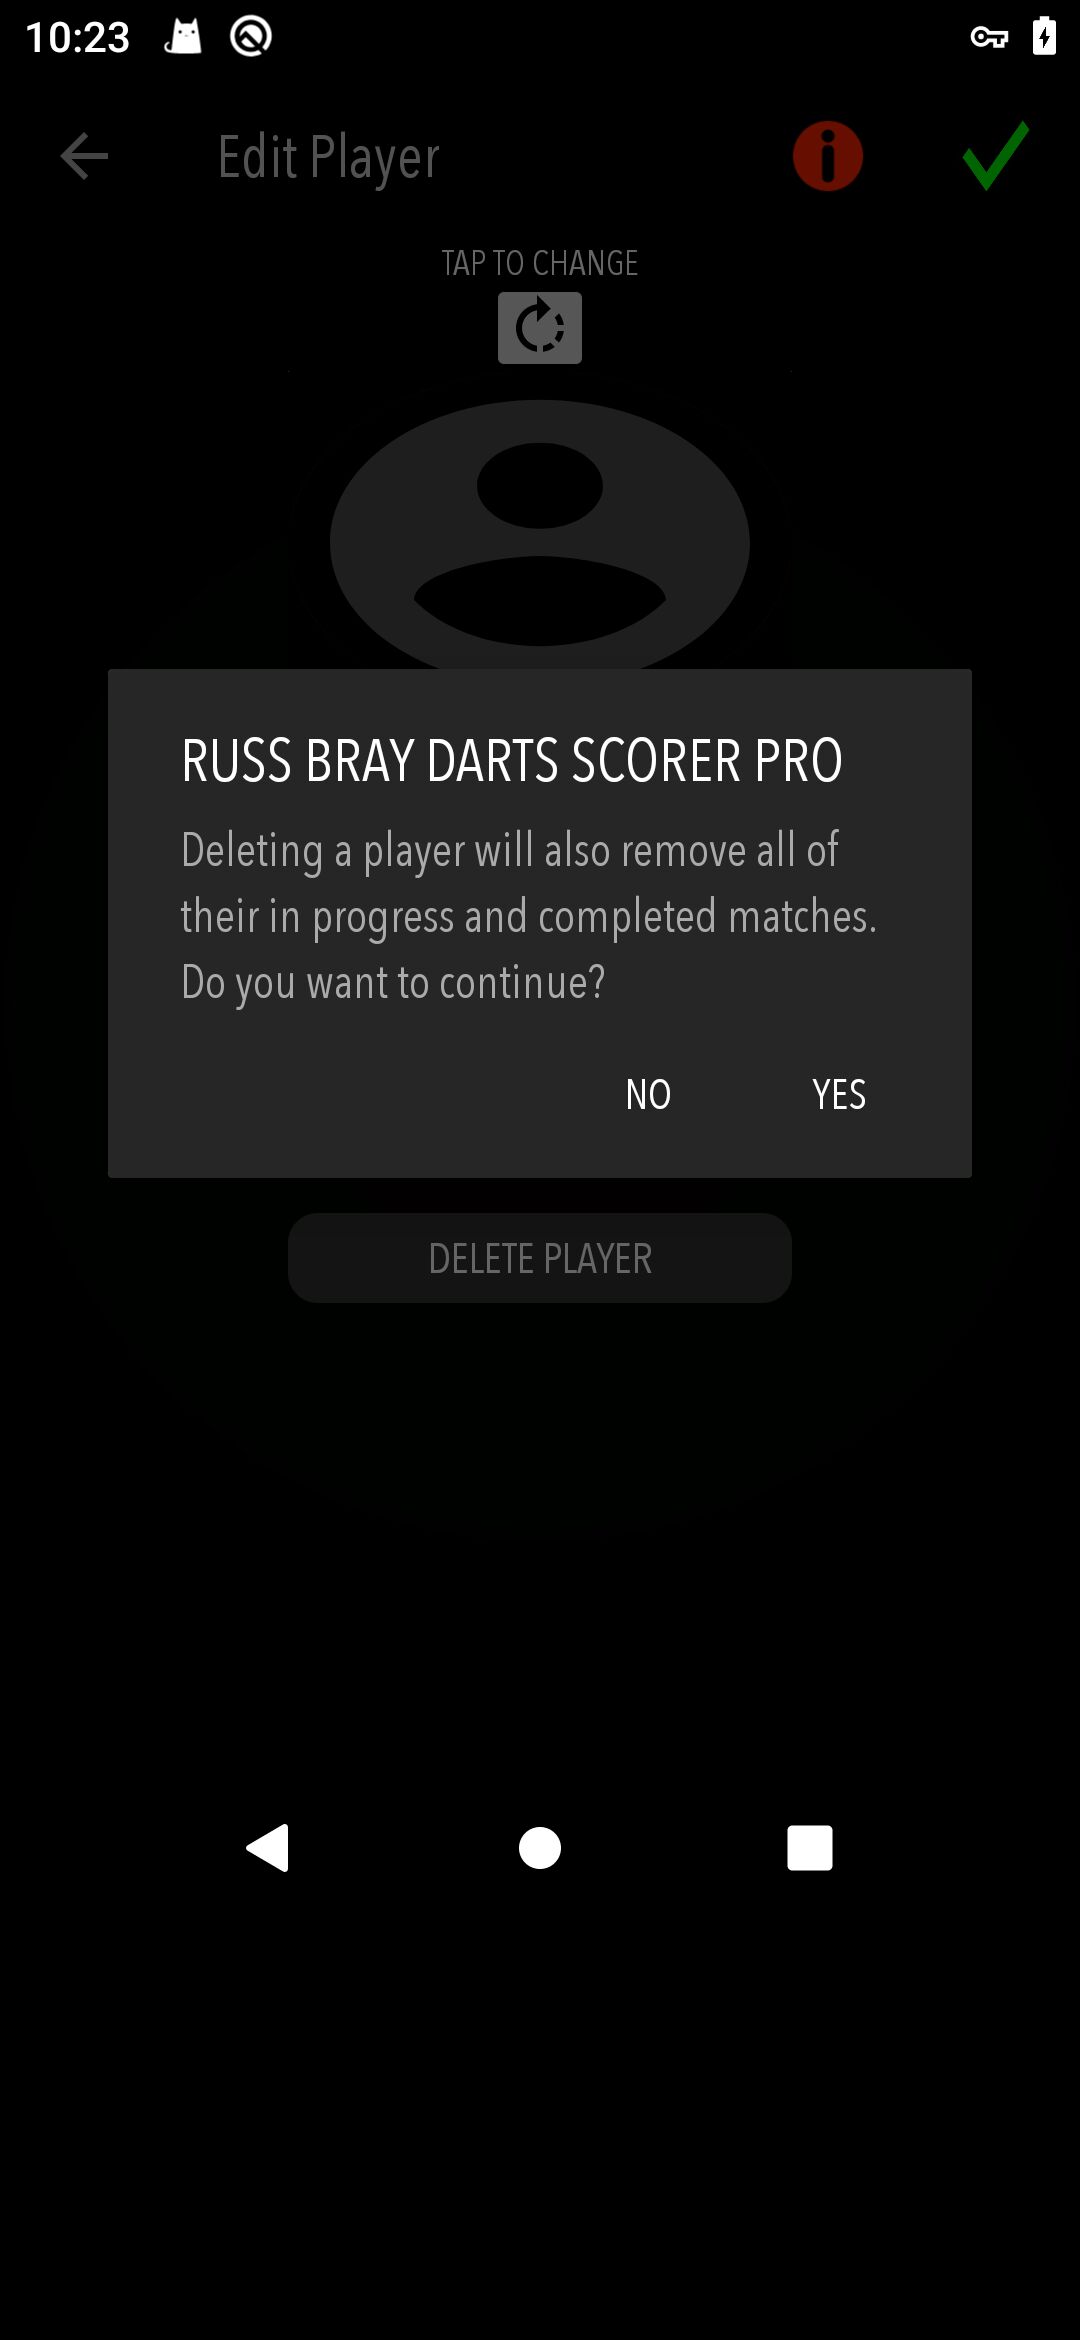 10:23
Edit Player
TAP TO CHANGE
RUSS BRAY DARTS SCORER PRO
Deleting a player will also remove all of
their in progress and completed matches.
Do you want to continue?
NO YES
DELETE PLAYER